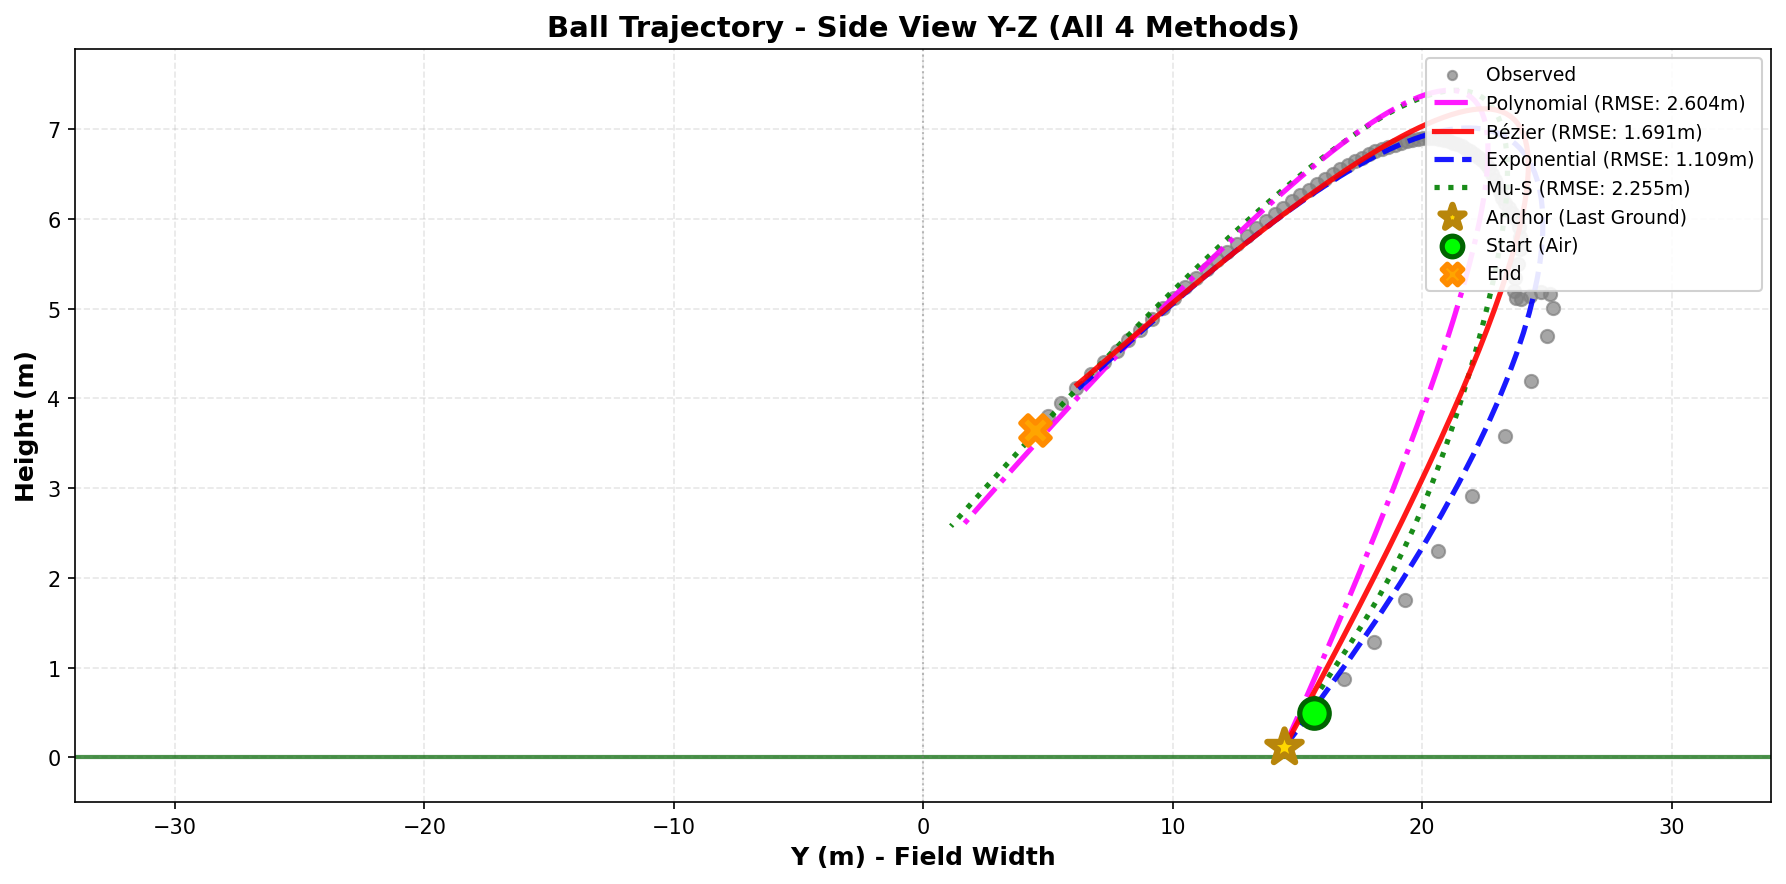 Ball Trajectory - Side View Y-Z (All 4 Methods)
Observed
Polynomial (RMSE: 2.604m)
Bézier (RMSE: 1.691m)
Exponential (RMSE: 1.109m)
Mu-S (RMSE: 2.255m)
Anchor (Last Ground)
Start (Air)
End
Height (m)
7
6
5
4
3
2
1
0
−30
−20
−10
0
10
20
30
Y (m) - Field Width